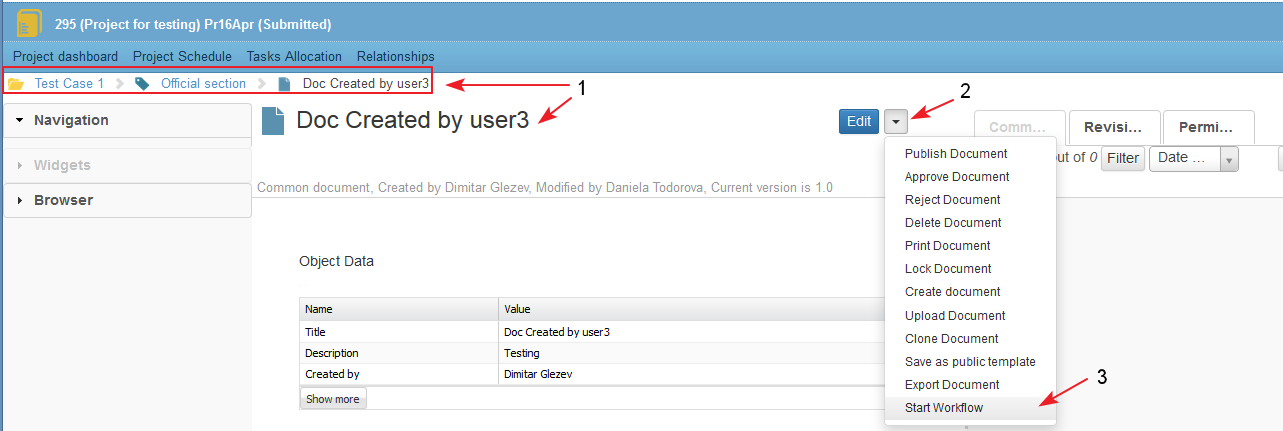 295 (Project for testing) Pr16Apr (Submitted)
Project dashboard Project Schedule Tasks Allocation Relationships
Test Case 1 Official section Doc Created by user3
1
2
Navigation
Doc Created by user3
Edit
Comm... Revisi... Permi...
Widgets
Browser
out of 0 Filter Date ...
Common document, Created by Dimitar Glezev, Modified by Daniela Todorova, Current version is 1.0
Publish Document
Approve Document
Reject Document
Delete Document
Print Document
Lock Document
Create document
Upload Document
Clone Document
Save as public template
Export Document
Start Workflow
3
Object Data
Name Value
Title Doc Created by user3
Description Testing
Created by Dimitar Glezev
Show more